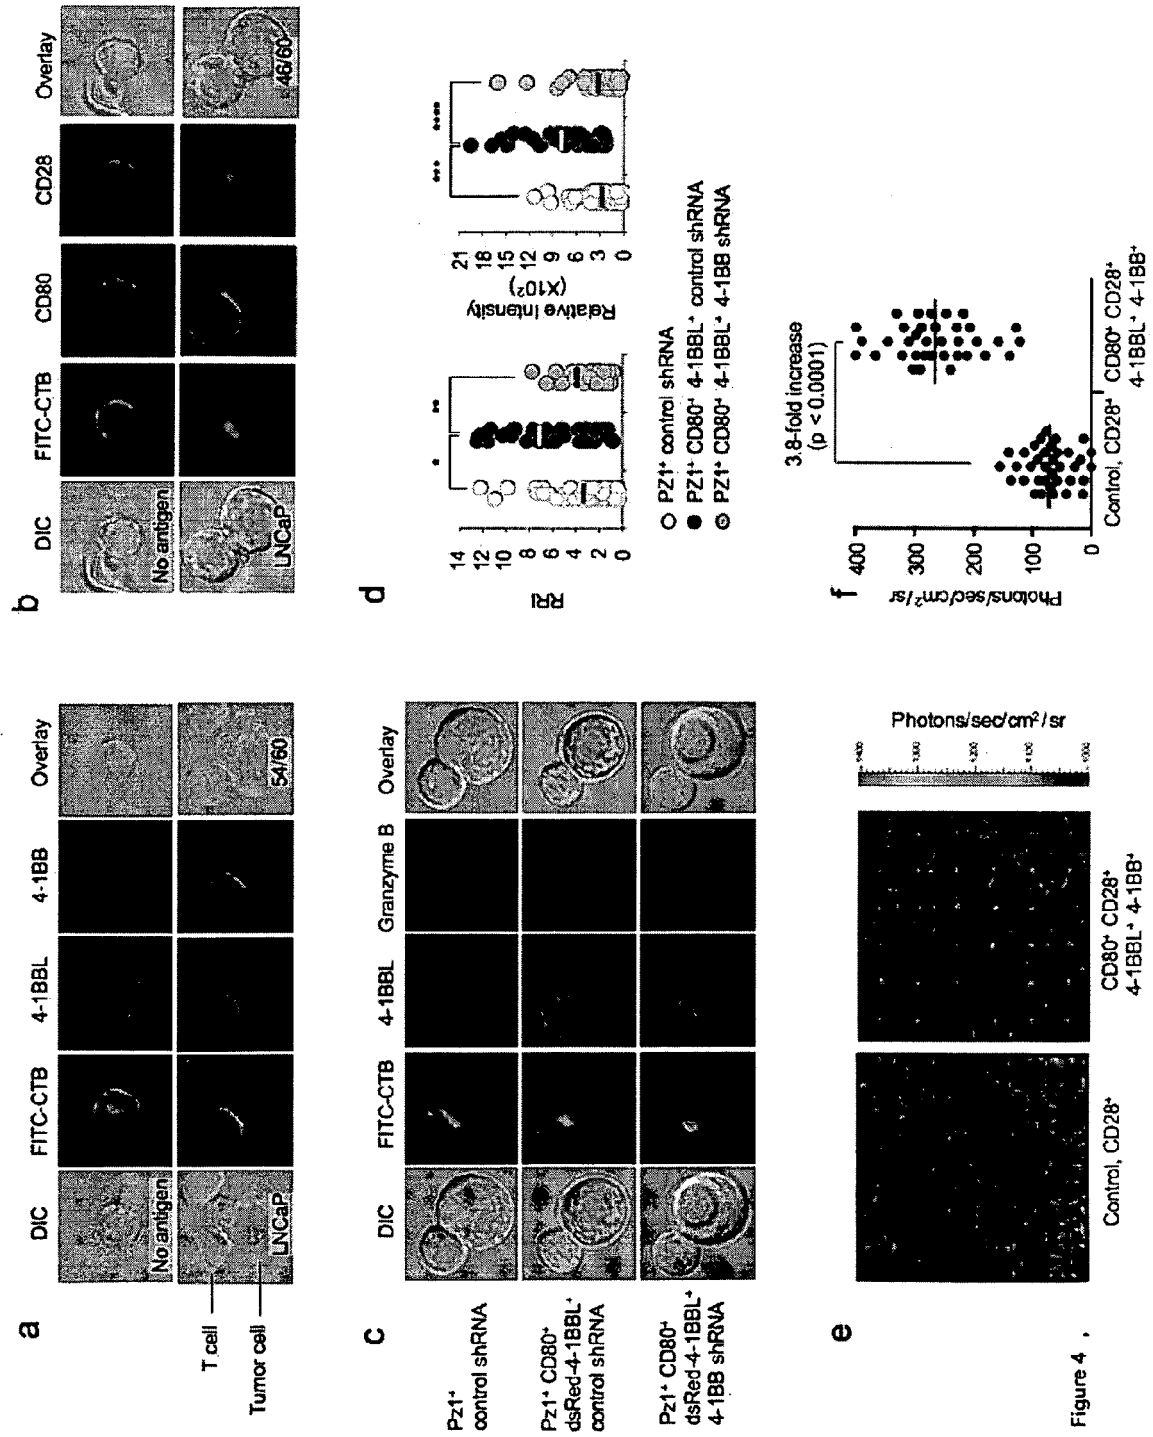 a
DIC FITC-CTB 4-1BBL 4-1BB Overlay
No antigen
T cell
LNCaP
54/60
Tumor cell
b
DIC FITC-CTB CD80 CD28 Overlay
No antigen
LNCaP
46/60
c
DIC FITC-CTB 4-1BBL Granzyme B Overlay
Pz1⁺
control shRNA
Pz1⁺ CD80⁺
dsRed-4-1BBL⁺
control shRNA
Pz1⁺ CD80⁺
dsRed-4-1BBL⁺
4-1BB shRNA
d
RRI
14
12
10
8
6
4
2
0
* **
Relative Intensity
(X10²)
21
18
15
12
9
6
3
0
*** ****
PZ1⁺ control shRNA
PZ1⁺ CD80⁺ 4-1BBL⁺ control shRNA
PZ1⁺ CD80⁺ 4-1BBL⁺ 4-1BB shRNA
e
Control, CD28⁺
CD80⁺ CD28⁺
4-1BBL⁺ 4-1BB⁺
Photons/sec/cm²/sr
f
Photons/sec/cm²/sr
400
300
200
100
0
3.8-fold increase
(p < 0.0001)
Control, CD28⁺
CD80⁺ CD28⁺
4-1BBL⁺ 4-1BB⁺
Figure 4